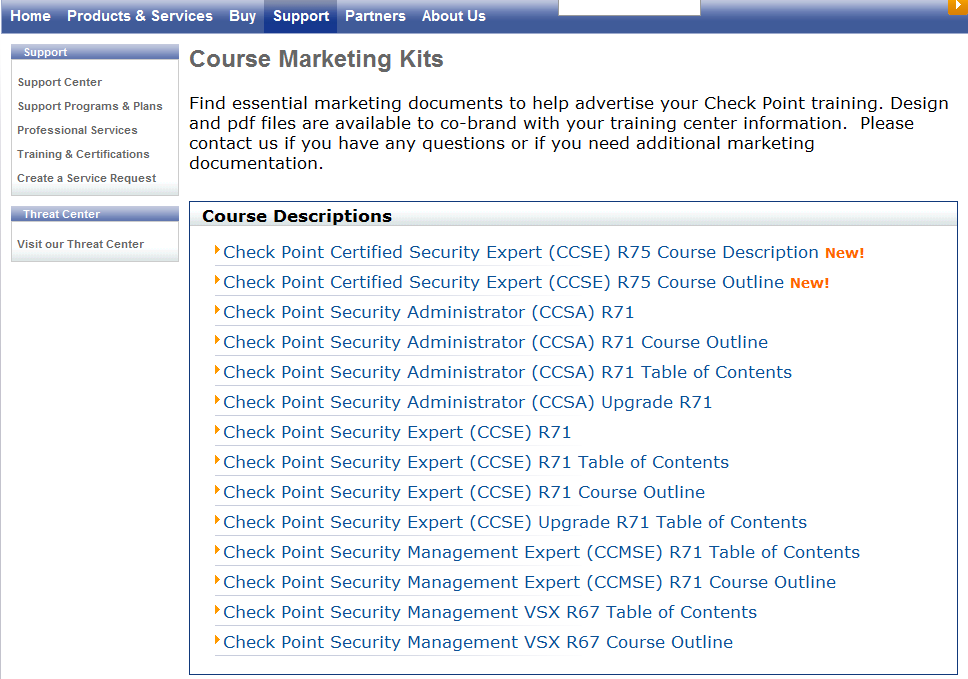 Home Products & Services Buy Support Partners About Us
Support
Support Center
Support Programs & Plans
Professional Services
Training & Certifications
Create a Service Request
Threat Center
Visit our Threat Center
Course Marketing Kits
Find essential marketing documents to help advertise your Check Point training. Design
and pdf files are available to co-brand with your training center information.  Please
contact us if you have any questions or if you need additional marketing
documentation.
Course Descriptions
Check Point Certified Security Expert (CCSE) R75 Course Description New!
Check Point Certified Security Expert (CCSE) R75 Course Outline New!
Check Point Security Administrator (CCSA) R71
Check Point Security Administrator (CCSA) R71 Course Outline
Check Point Security Administrator (CCSA) R71 Table of Contents
Check Point Security Administrator (CCSA) Upgrade R71
Check Point Security Expert (CCSE) R71
Check Point Security Expert (CCSE) R71 Table of Contents
Check Point Security Expert (CCSE) R71 Course Outline
Check Point Security Expert (CCSE) Upgrade R71 Table of Contents
Check Point Security Management Expert (CCMSE) R71 Table of Contents
Check Point Security Management Expert (CCMSE) R71 Course Outline
Check Point Security Management VSX R67 Table of Contents
Check Point Security Management VSX R67 Course Outline